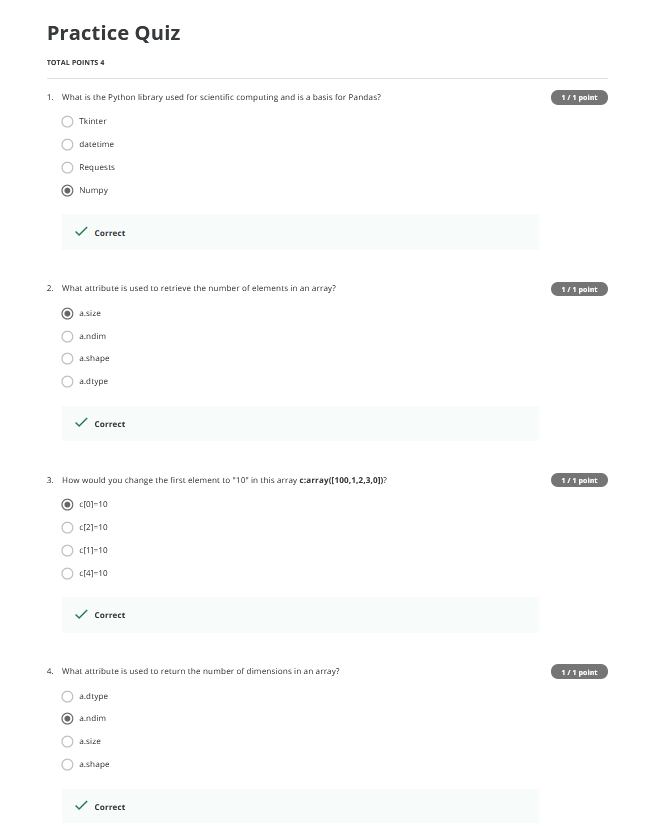 Practice Quiz
TOTAL POINTS 4
1. What is the Python library used for scientific computing and is a basis for Pandas? 1 / 1 point
Tkinter
datetime
Requests
Numpy
Correct
2. What attribute is used to retrieve the number of elements in an array? 1 / 1 point
a.size
a.ndim
a.shape
a.dtype
Correct
3. How would you change the first element to "10" in this array c:array([100,1,2,3,0])? 1 / 1 point
c[0]=10
c[2]=10
c[1]=10
c[4]=10
Correct
4. What attribute is used to return the number of dimensions in an array? 1 / 1 point
a.dtype
a.ndim
a.size
a.shape
Correct